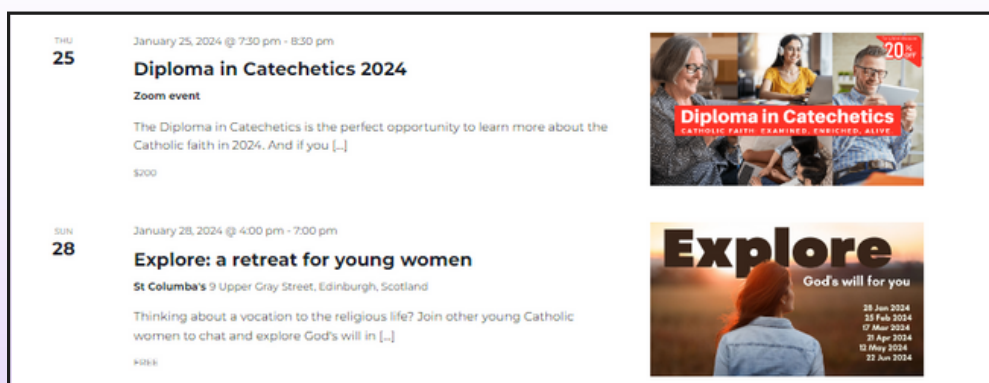 THU
25
January 25, 2024 @ 7:30 pm - 8:30 pm
Diploma in Catechetics 2024
Zoom event
The Diploma in Catechetics is the perfect opportunity to learn more about the
Catholic faith in 2024. And if you [...]
$200
20% OFF
Diploma in Catechetics
CATHOLIC FAITH: EXAMINED. ENRICHED. ALIVE.
SUN
28
January 28, 2024 @ 4:00 pm - 7:00 pm
Explore: a retreat for young women
St Columba's 9 Upper Gray Street, Edinburgh, Scotland
Thinking about a vocation to the religious life? Join other young Catholic
women to chat and explore God's will in [...]
FREE
Explore
God's will for you
28 Jan 2024
25 Feb 2024
17 Mar 2024
21 Apr 2024
12 May 2024
22 Jun 2024